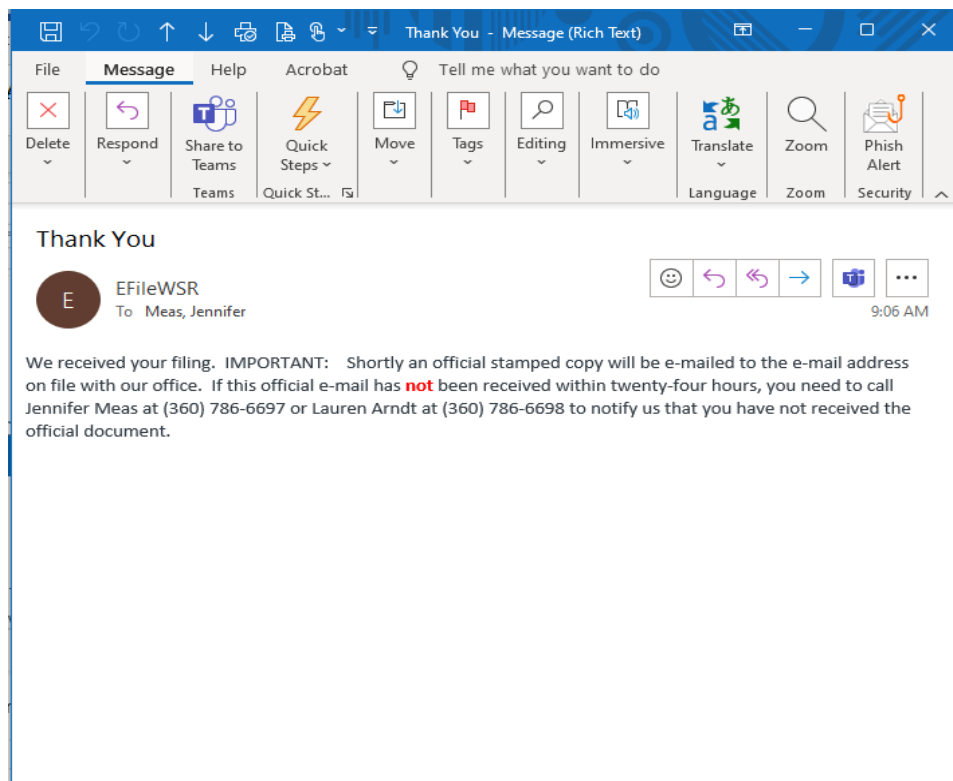 Thank You - Message (Rich Text)
File Message Help Acrobat Tell me what you want to do
Delete Respond Share to Teams Quick Steps Move Tags Editing Immersive Translate Zoom Phish Alert
Teams Quick St... Language Zoom Security
Thank You
E
EFileWSR
To Meas, Jennifer
9:06 AM
We received your filing. IMPORTANT: Shortly an official stamped copy will be e-mailed to the e-mail address
on file with our office. If this official e-mail has not been received within twenty-four hours, you need to call
Jennifer Meas at (360) 786-6697 or Lauren Arndt at (360) 786-6698 to notify us that you have not received the
official document.